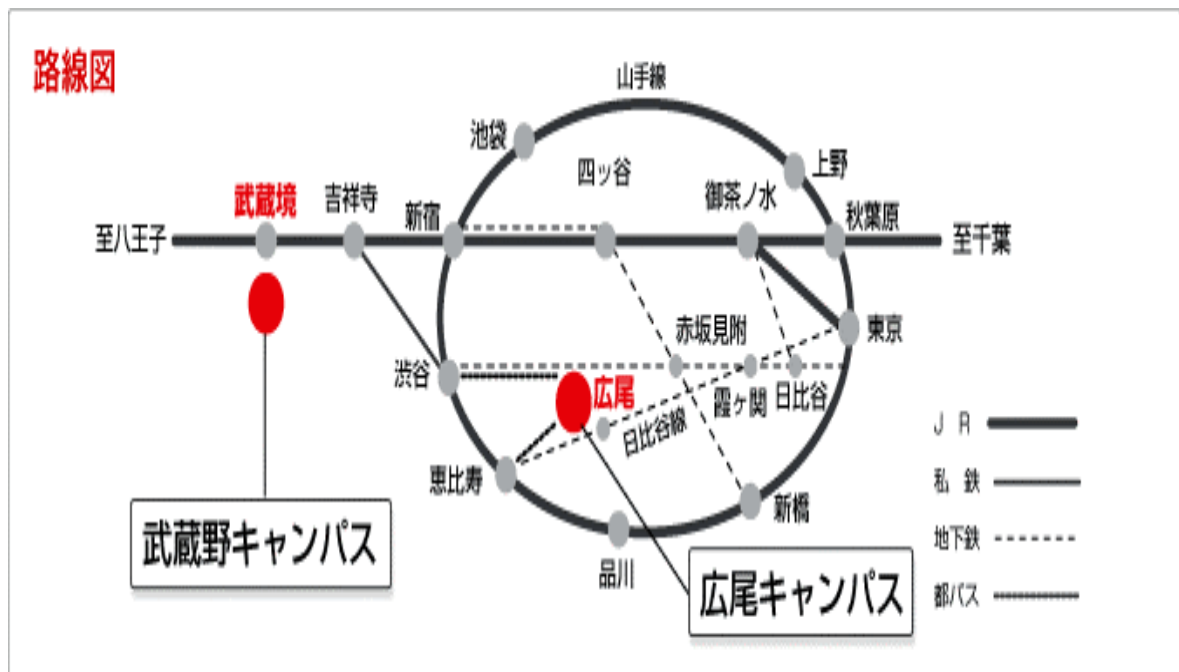 路線図
山手線
池袋
四ッ谷
上野
御茶ノ水
武蔵境
吉祥寺
新宿
秋葉原
至八王子
至千葉
赤坂見附
東京
渋谷
広尾
霞ヶ関
日比谷
日比谷線
恵比寿
新橋
品川
武蔵野キャンパス
広尾キャンパス
J R
私 鉄
地下鉄
都バス